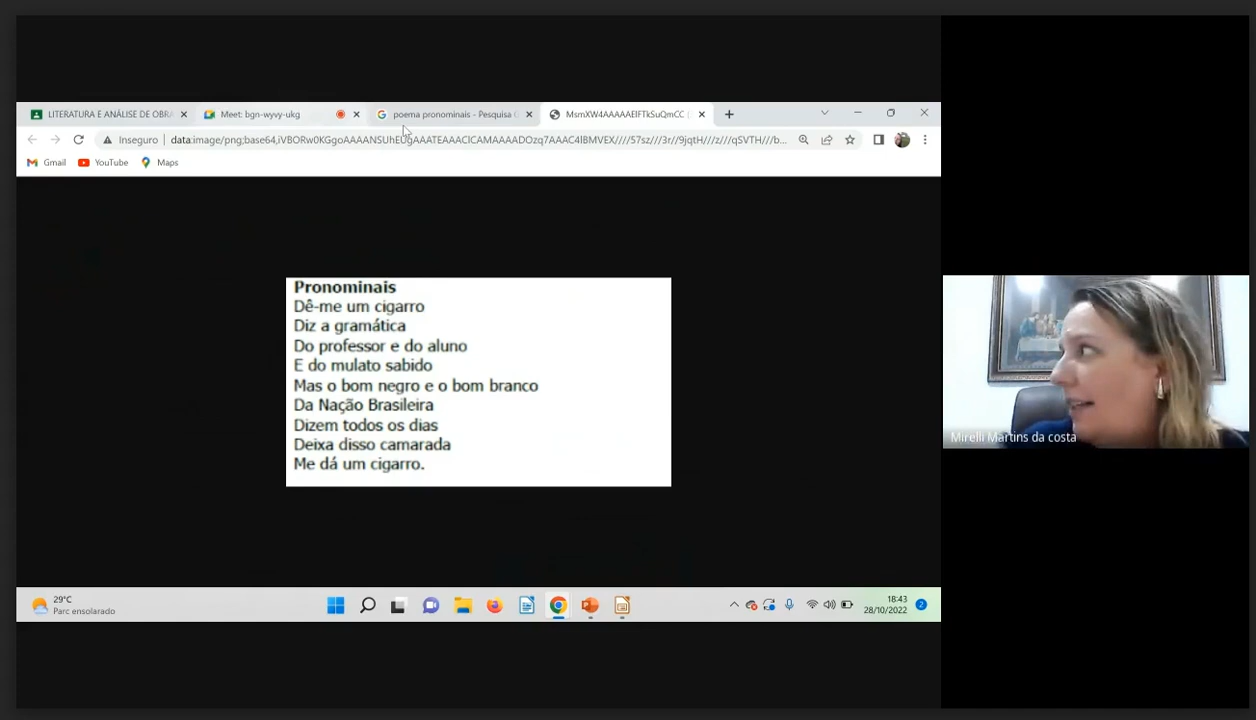 LITERATURA E ANÁLISE DE OBRA
Meet: bgn-wyvy-ukg
poema pronominais - Pesquisa G
MsmXW4AAAAAElFTkSuQmCC (
Inseguro
Gmail
YouTube
Maps
Pronominais
Dê-me um cigarro
Diz a gramática
Do professor e do aluno
E do mulato sabido
Mas o bom negro e o bom branco
Da Nação Brasileira
Dizem todos os dias
Deixa disso camarada
Me dá um cigarro.
Mirelli Martins da costa
29°C
Parc ensolarado
18:43
28/10/2022
2